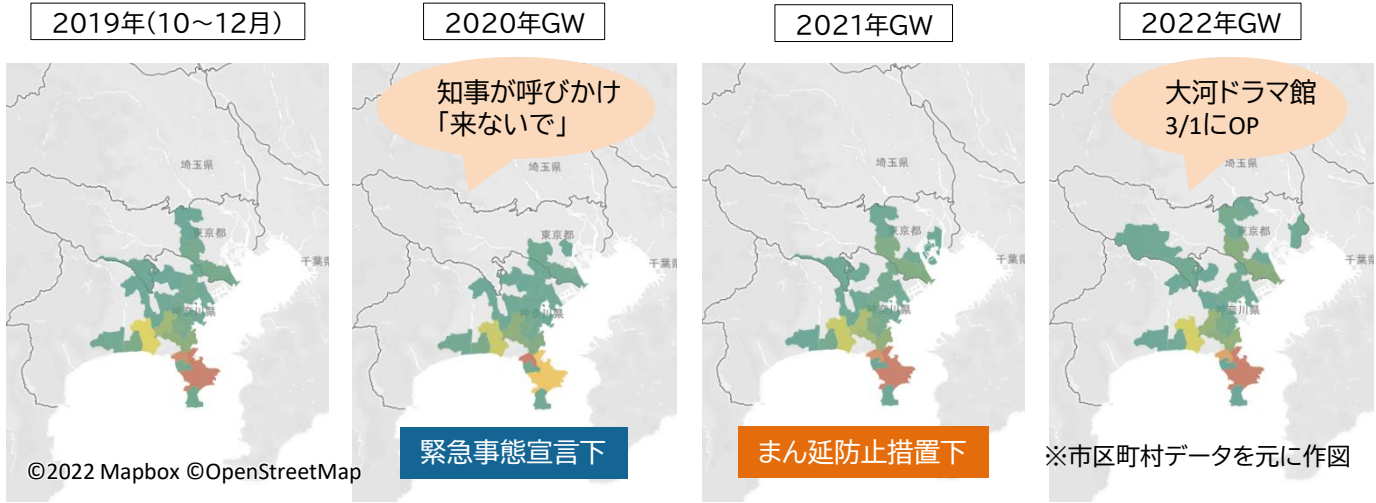 2019年(10～12月)
2020年GW
2021年GW
2022年GW
知事が呼びかけ
「来ないで」
大河ドラマ館
3/1にOP
埼玉県
東京都
千葉県
神奈川県
埼玉県
東京都
千葉県
神奈川県
埼玉県
東京都
千葉県
神奈川県
埼玉県
東京都
千葉県
神奈川県
緊急事態宣言下
まん延防止措置下
※市区町村データを元に作図
©2022 Mapbox ©OpenStreetMap